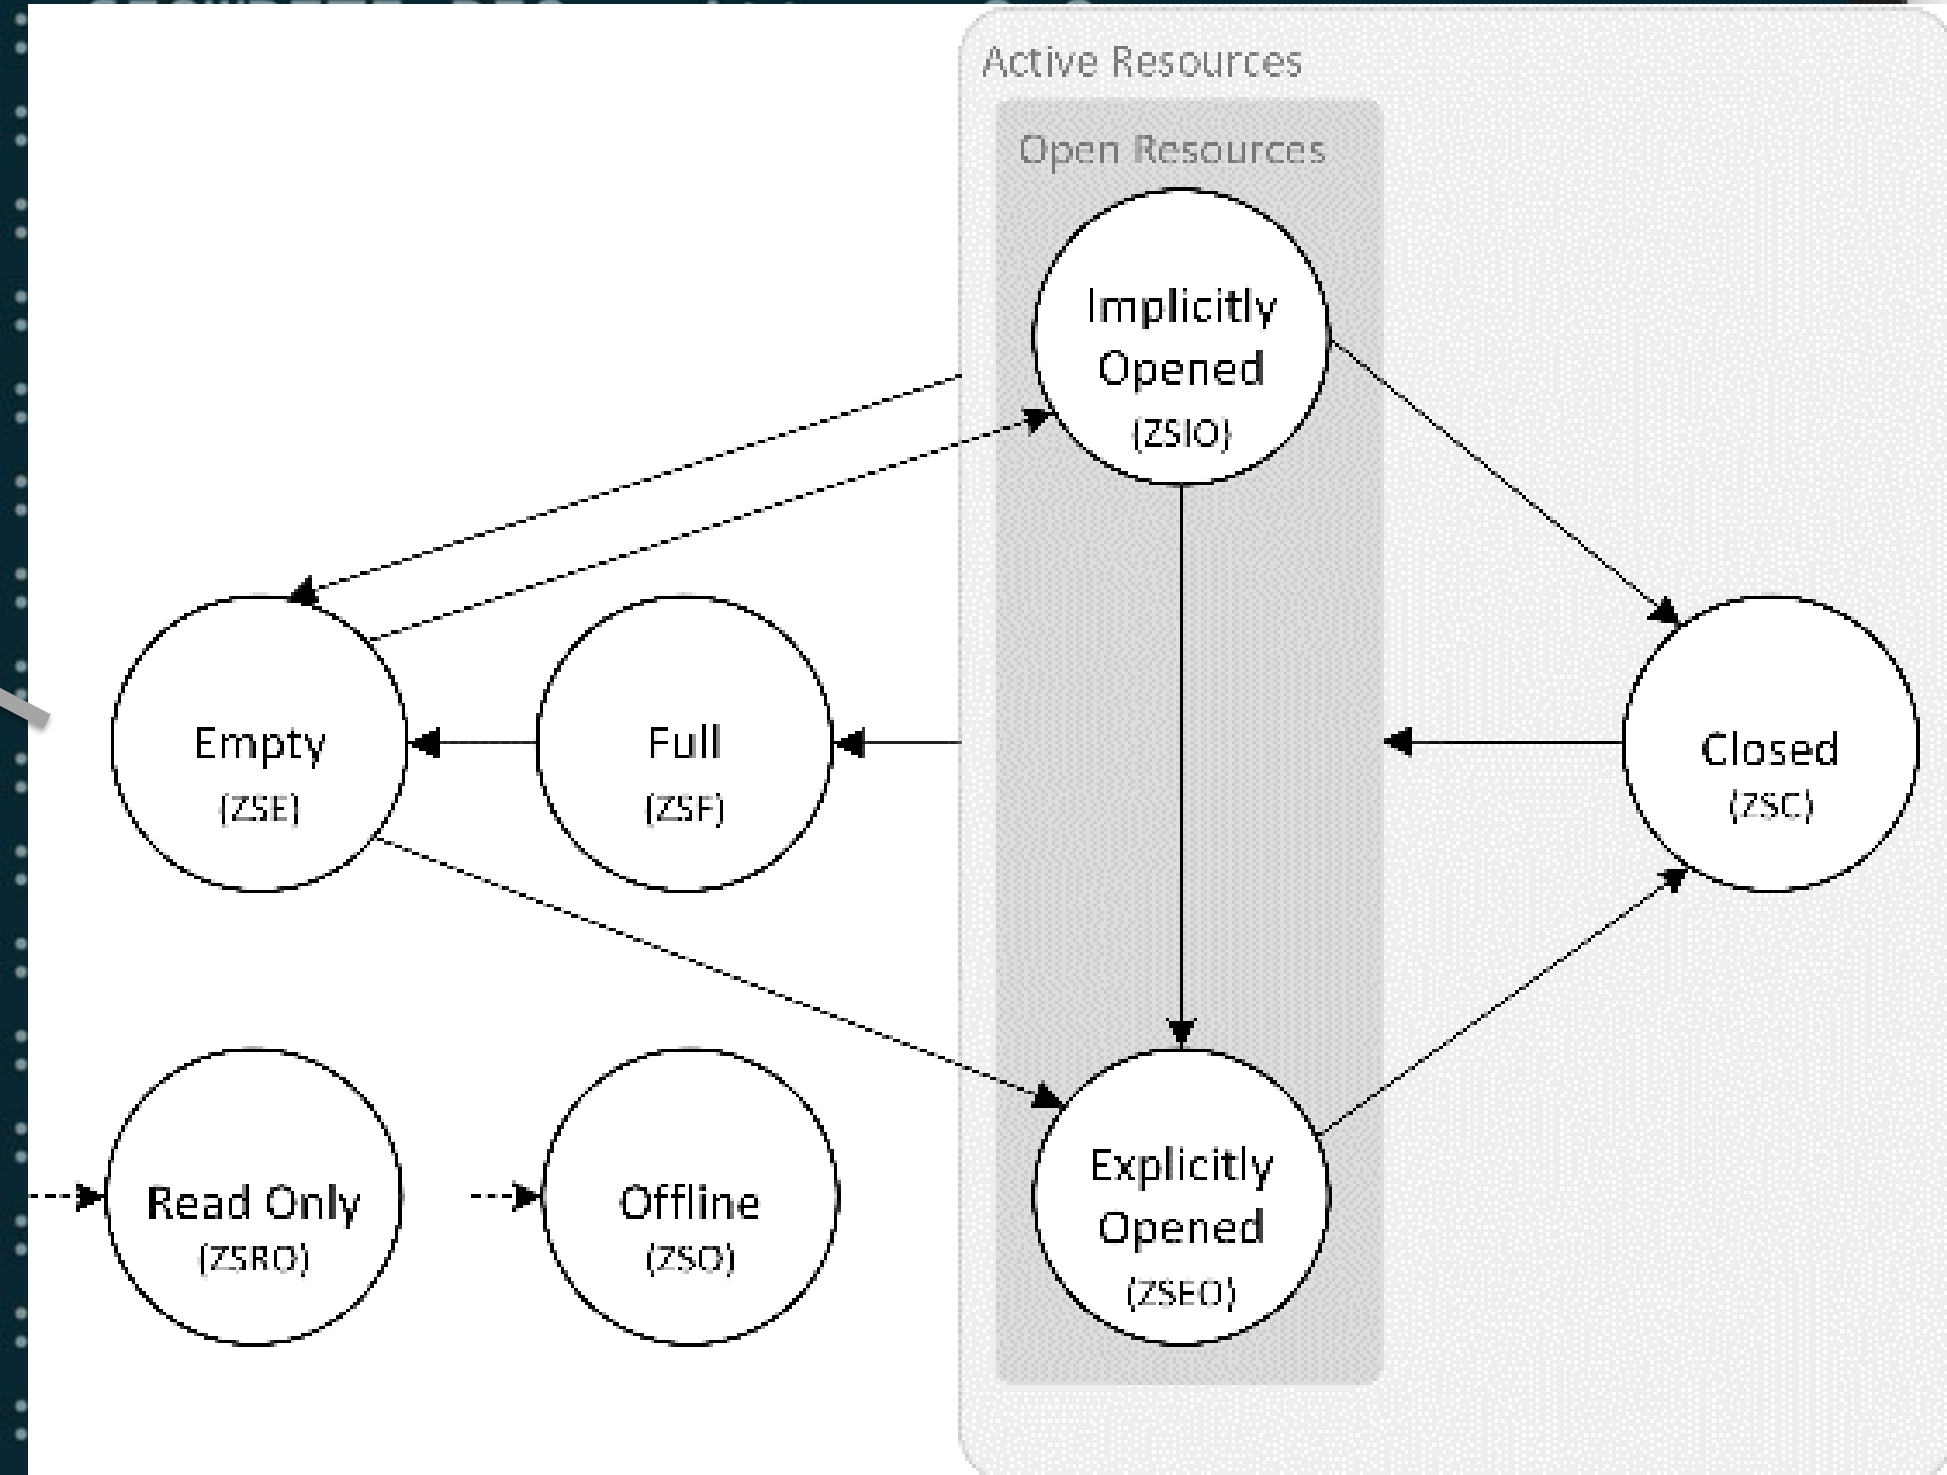 Active Resources
Open Resources
Implicitly
Opened
(ZSIO)
Empty
(ZSE)
Full
(ZSF)
Closed
(ZSC)
Read Only
(ZSRO)
Offline
(ZSO)
Explicitly
Opened
(ZSEO)